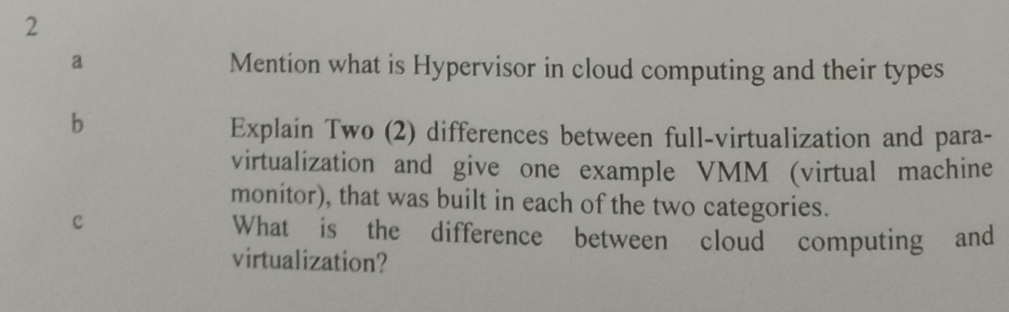 2
a Mention what is Hypervisor in cloud computing and their types
b Explain Two (2) differences between full-virtualization and para-
virtualization and give one example VMM (virtual machine
monitor), that was built in each of the two categories.
c What is the difference between cloud computing and
virtualization?